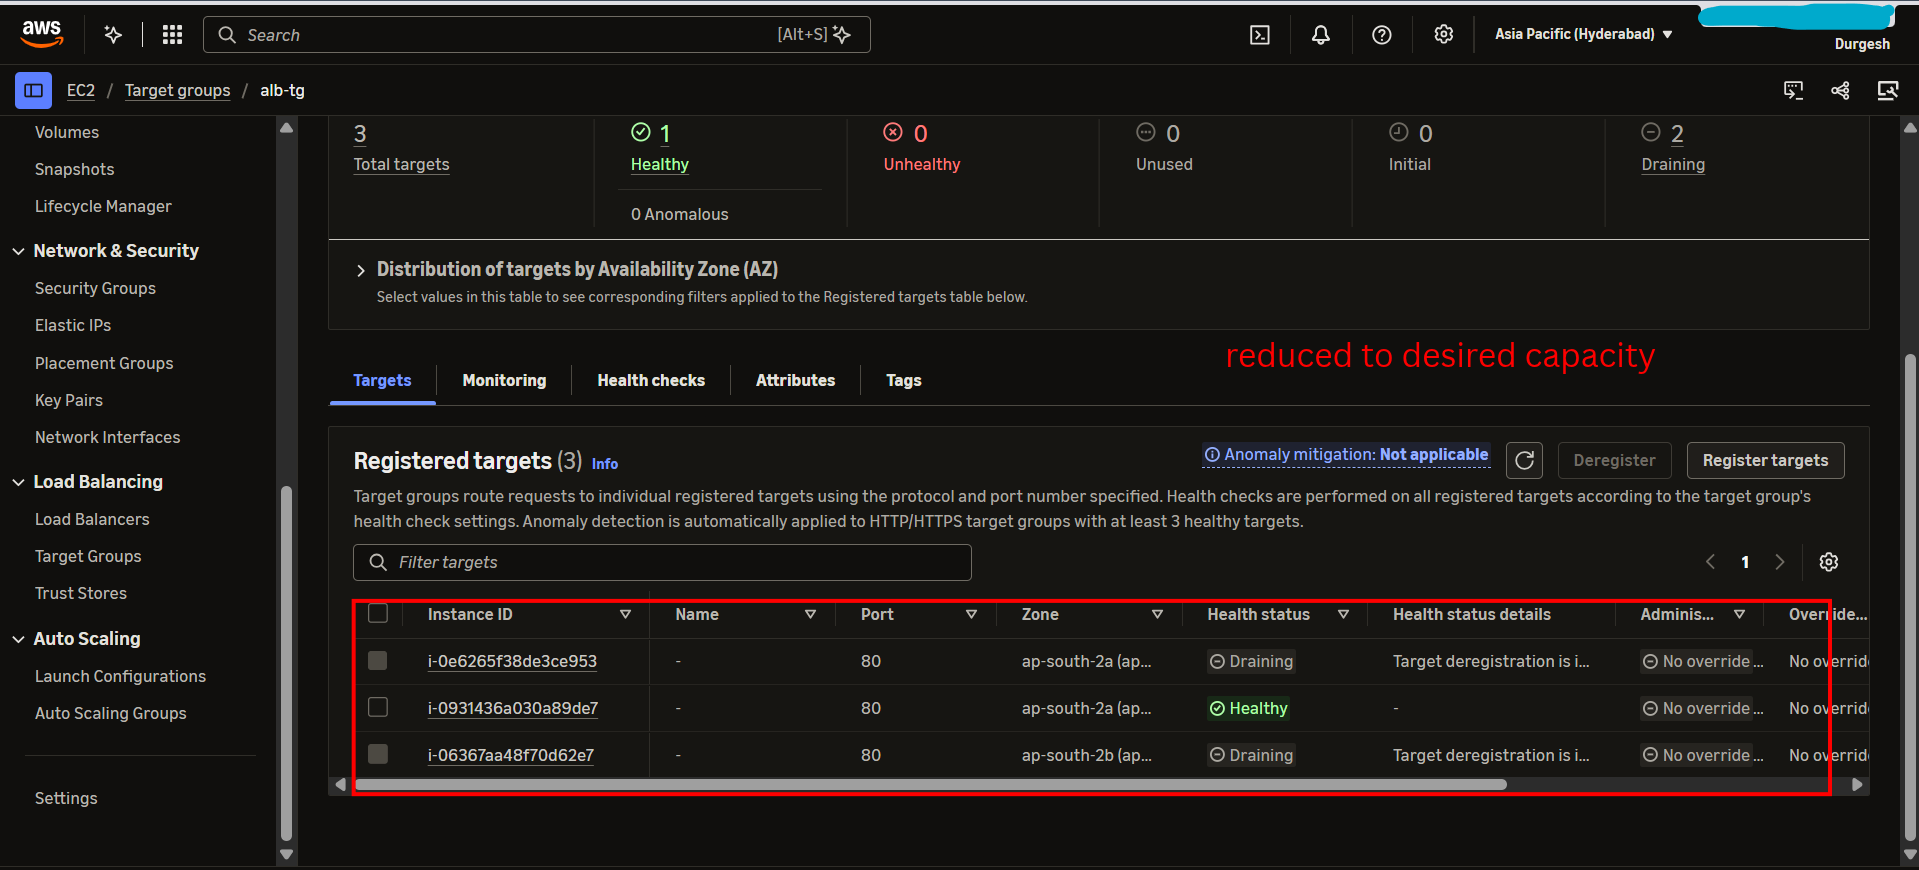 aws
Search [Alt+S]
Asia Pacific (Hyderabad)
Durgesh
EC2 / Target groups / alb-tg
Volumes
Snapshots
Lifecycle Manager
Network & Security
Security Groups
Elastic IPs
Placement Groups
Key Pairs
Network Interfaces
Load Balancing
Load Balancers
Target Groups
Trust Stores
Auto Scaling
Launch Configurations
Auto Scaling Groups
Settings
3 1 0 0 0 2
Total targets Healthy Unhealthy Unused Initial Draining
0 Anomalous
Distribution of targets by Availability Zone (AZ)
Select values in this table to see corresponding filters applied to the Registered targets table below.
reduced to desired capacity
Targets Monitoring Health checks Attributes Tags
Registered targets (3) Info Anomaly mitigation: Not applicable Deregister Register targets
Target groups route requests to individual registered targets using the protocol and port number specified. Health checks are performed on all registered targets according to the target group's
health check settings. Anomaly detection is automatically applied to HTTP/HTTPS target groups with at least 3 healthy targets.
Filter targets 1
Instance ID Name Port Zone Health status Health status details Adminis... Override...
i-0e6265f38de3ce953 - 80 ap-south-2a (ap... Draining Target deregistration is i... No override ... No overrid
i-0931436a030a89de7 - 80 ap-south-2a (ap... Healthy - No override ... No overrid
i-06367aa48f70d62e7 - 80 ap-south-2b (ap... Draining Target deregistration is i... No override ... No overrid